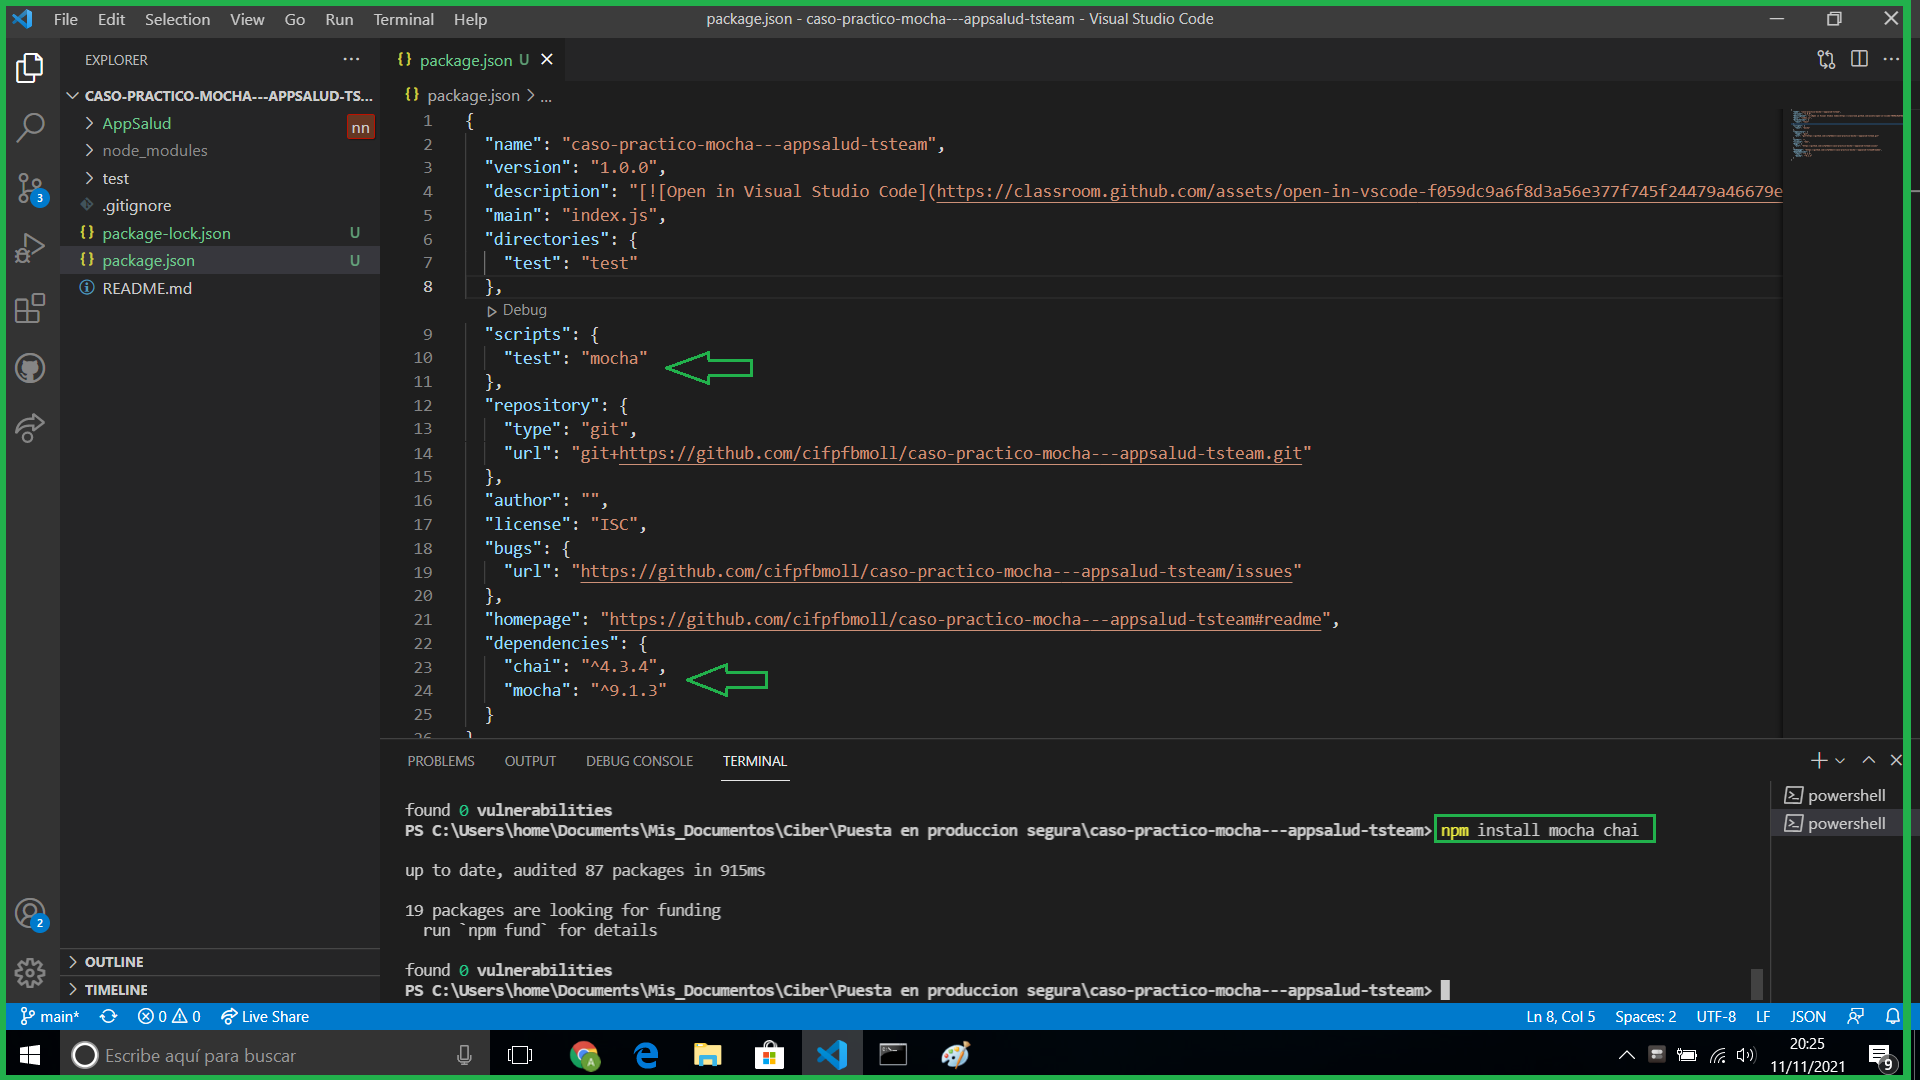 File Edit Selection View Go Run Terminal Help
package.json - caso-practico-mocha---appsalud-tsteam - Visual Studio Code
EXPLORER
CASO-PRACTICO-MOCHA---APPSALUD-TS...
AppSalud nn
node_modules
test
.gitignore
package-lock.json U
package.json U
README.md
OUTLINE
TIMELINE
3
2
{} package.json U
{} package.json > ...
1 {
2 "name": "caso-practico-mocha---appsalud-tsteam",
3 "version": "1.0.0",
4 "description": "[![Open in Visual Studio Code](https://classroom.github.com/assets/open-in-vscode-f059dc9a6f8d3a56e377f745f24479a46679e
5 "main": "index.js",
6 "directories": {
7 "test": "test"
8 },
Debug
9 "scripts": {
10 "test": "mocha"
11 },
12 "repository": {
13 "type": "git",
14 "url": "git+https://github.com/cifpfbmoll/caso-practico-mocha---appsalud-tsteam.git"
15 },
16 "author": "",
17 "license": "ISC",
18 "bugs": {
19 "url": "https://github.com/cifpfbmoll/caso-practico-mocha---appsalud-tsteam/issues"
20 },
21 "homepage": "https://github.com/cifpfbmoll/caso-practico-mocha---appsalud-tsteam#readme",
22 "dependencies": {
23 "chai": "^4.3.4",
24 "mocha": "^9.1.3"
25 }
26 }
PROBLEMS OUTPUT DEBUG CONSOLE TERMINAL
found 0 vulnerabilities
PS C:\Users\home\Documents\Mis_Documentos\Ciber\Puesta en produccion segura\caso-practico-mocha---appsalud-tsteam> npm install mocha chai
up to date, audited 87 packages in 915ms
19 packages are looking for funding
run `npm fund` for details
found 0 vulnerabilities
PS C:\Users\home\Documents\Mis_Documentos\Ciber\Puesta en produccion segura\caso-practico-mocha---appsalud-tsteam>
powershell
powershell
main* 0 0 Live Share
Ln 8, Col 5 Spaces: 2 UTF-8 LF JSON
Escribe aquí para buscar
20:25
11/11/2021
9